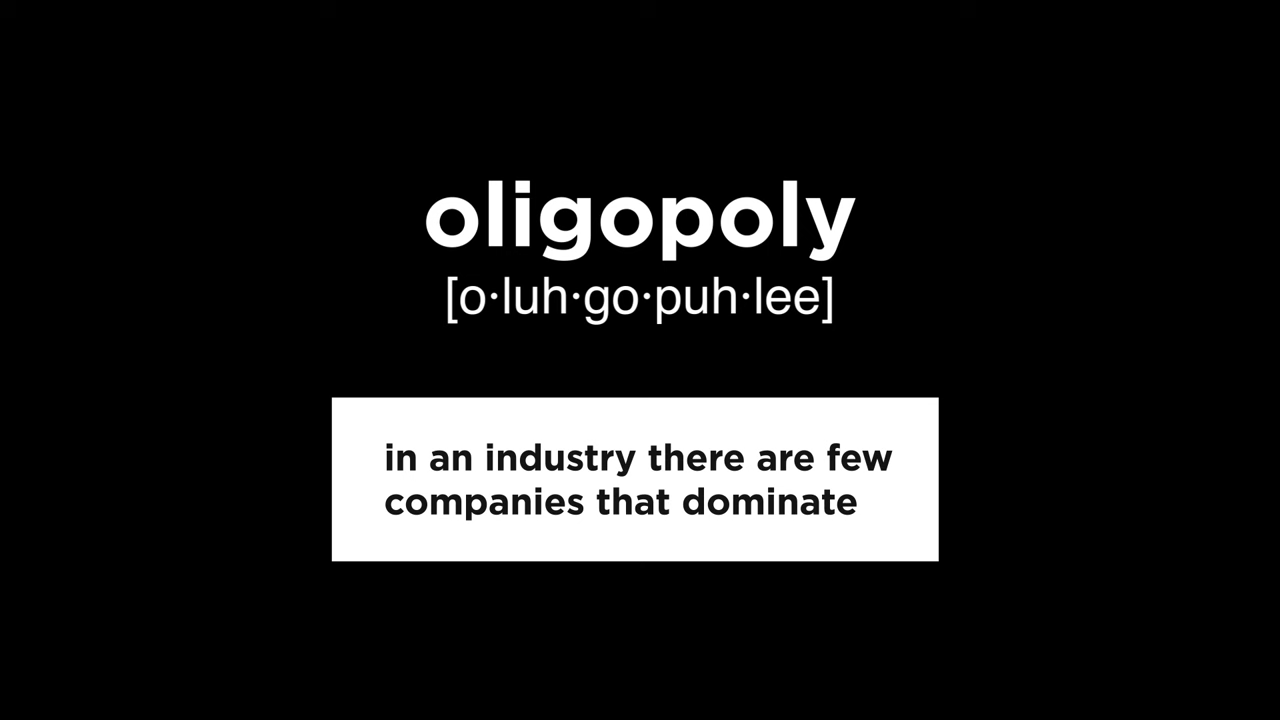 oligopoly
[o·luh·go·puh·lee]
in an industry there are few
companies that dominate